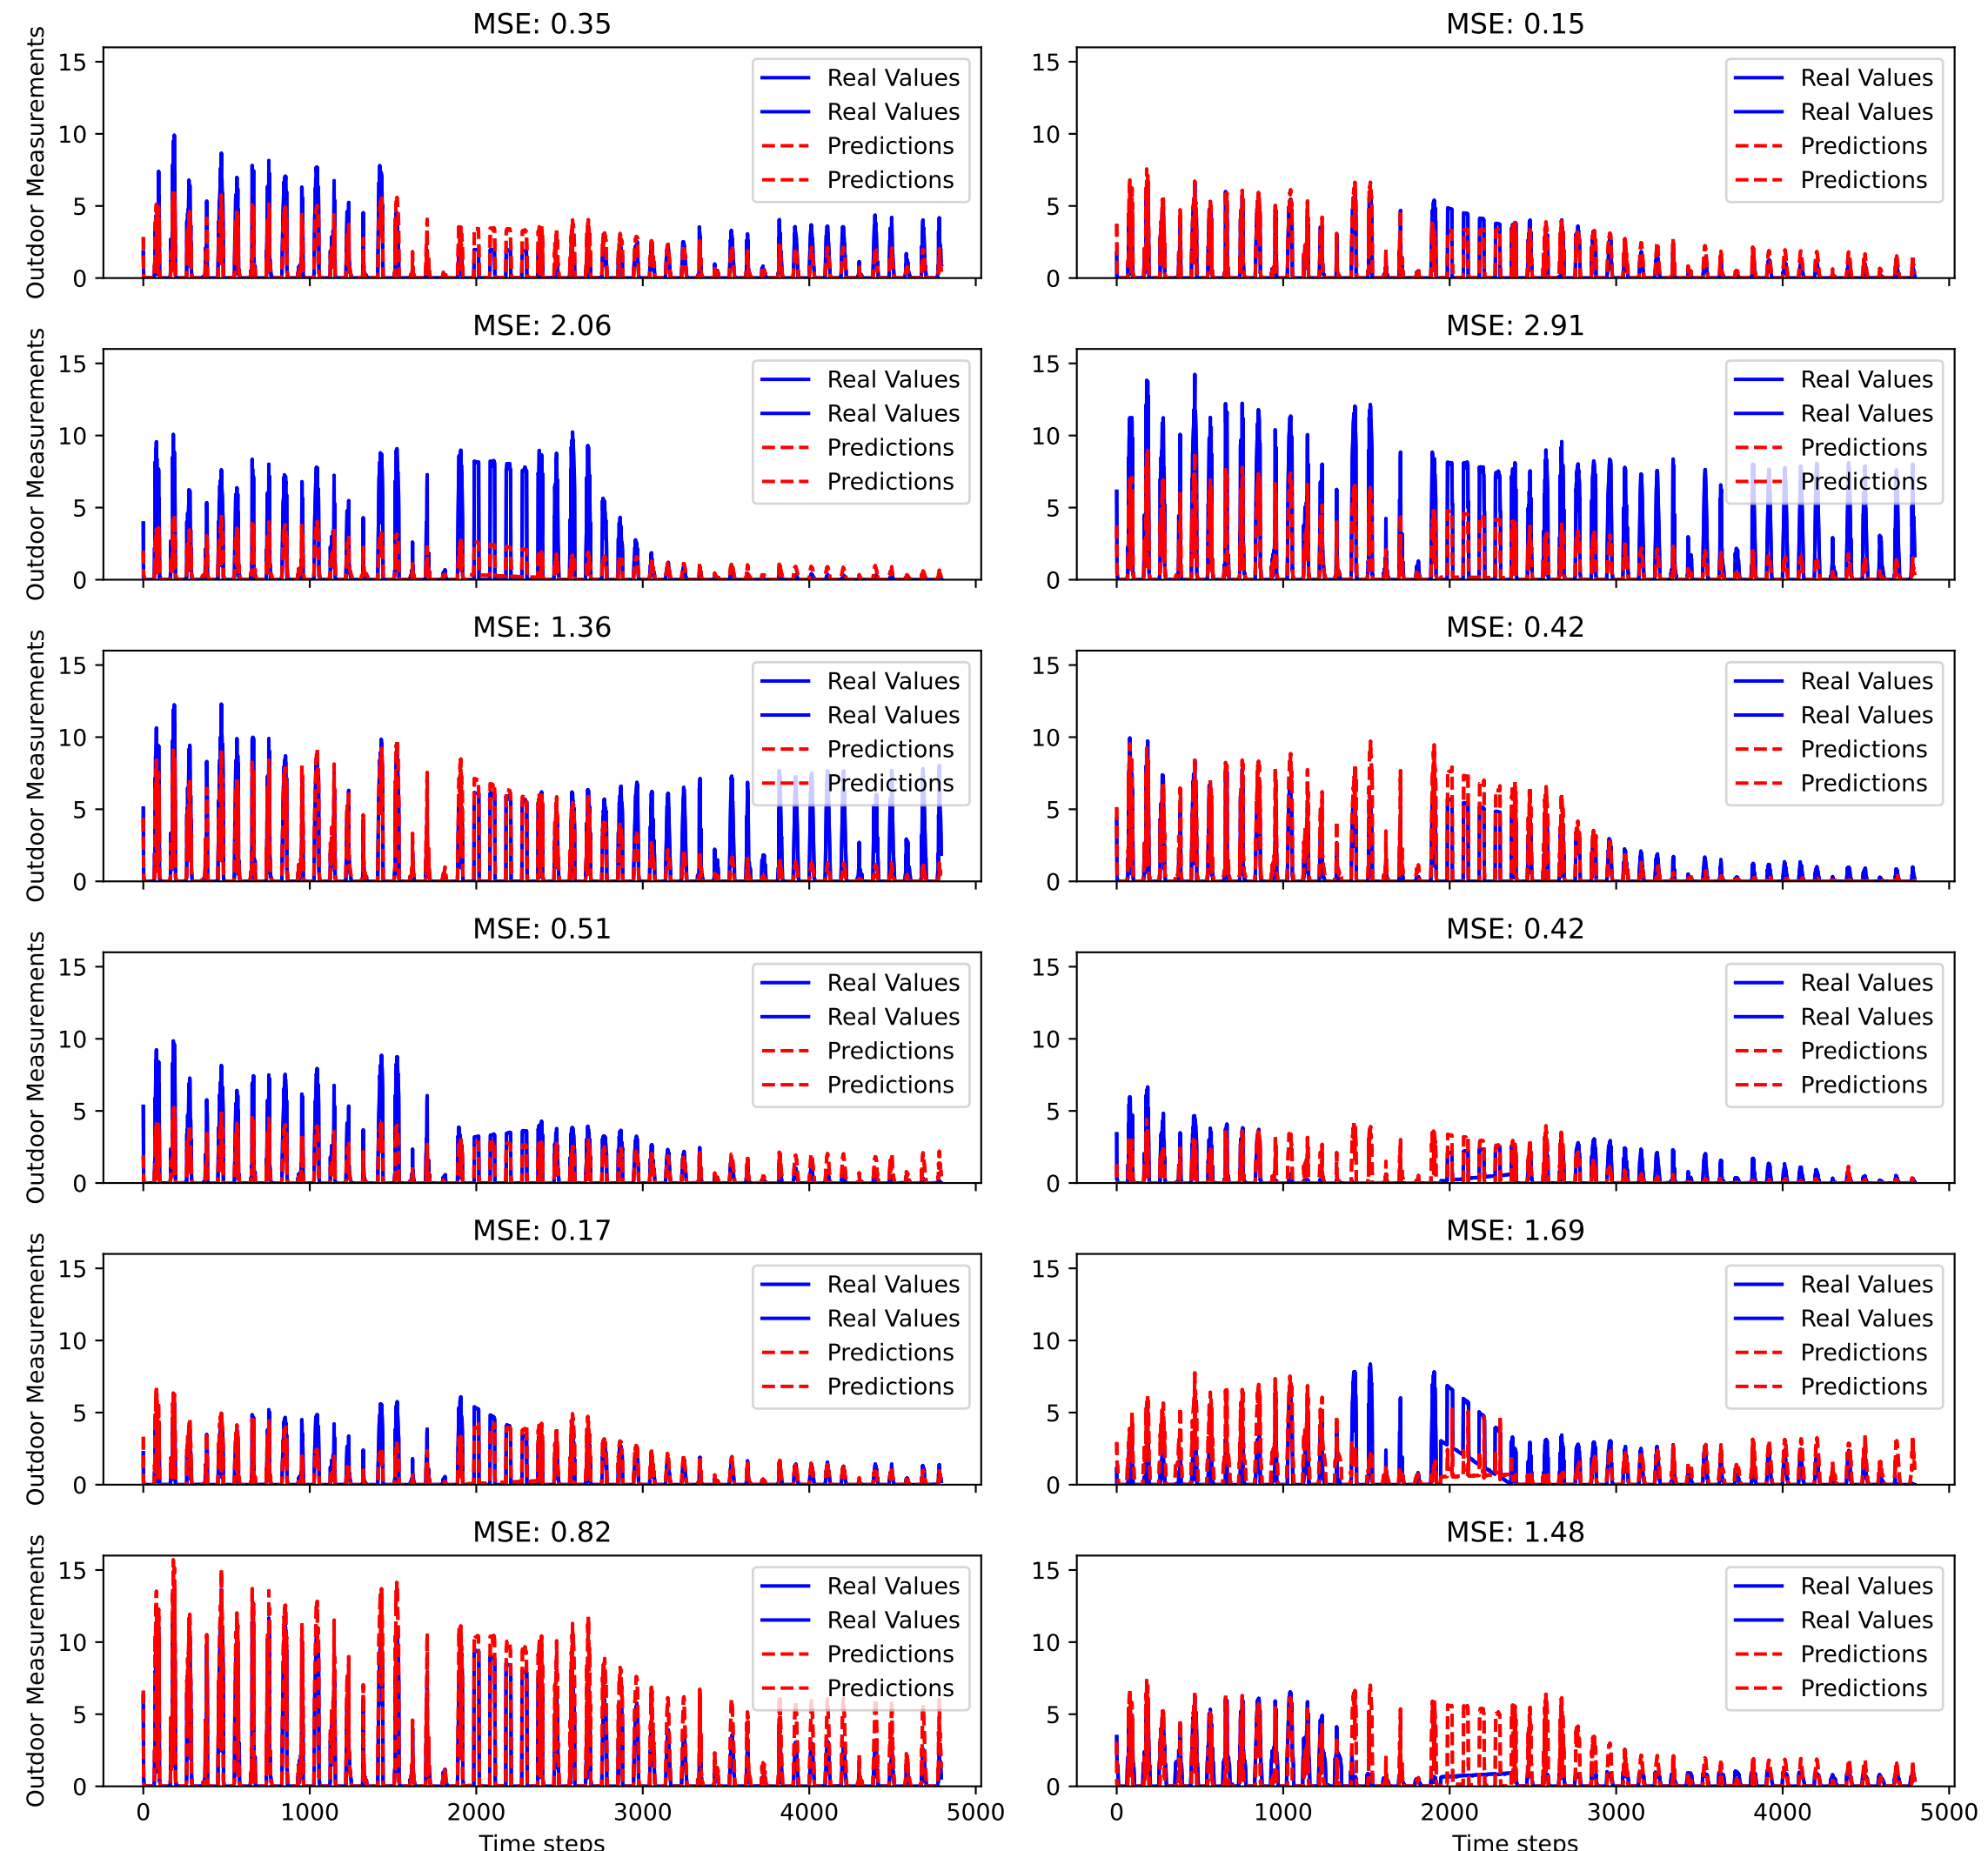 MSE: 0.35
Outdoor Measurements
15
10
5
0
Real Values
Real Values
Predictions
Predictions
MSE: 0.15
15
10
5
0
Real Values
Real Values
Predictions
Predictions
MSE: 2.06
Outdoor Measurements
15
10
5
0
Real Values
Real Values
Predictions
Predictions
MSE: 2.91
15
10
5
0
Real Values
Real Values
Predictions
Predictions
MSE: 1.36
Outdoor Measurements
15
10
5
0
Real Values
Real Values
Predictions
Predictions
MSE: 0.42
15
10
5
0
Real Values
Real Values
Predictions
Predictions
MSE: 0.51
Outdoor Measurements
15
10
5
0
Real Values
Real Values
Predictions
Predictions
MSE: 0.42
15
10
5
0
Real Values
Real Values
Predictions
Predictions
MSE: 0.17
Outdoor Measurements
15
10
5
0
Real Values
Real Values
Predictions
Predictions
MSE: 1.69
15
10
5
0
Real Values
Real Values
Predictions
Predictions
MSE: 0.82
Outdoor Measurements
15
10
5
0
Real Values
Real Values
Predictions
Predictions
0 1000 2000 3000 4000 5000
Time steps
MSE: 1.48
15
10
5
0
Real Values
Real Values
Predictions
Predictions
0 1000 2000 3000 4000 5000
Time steps